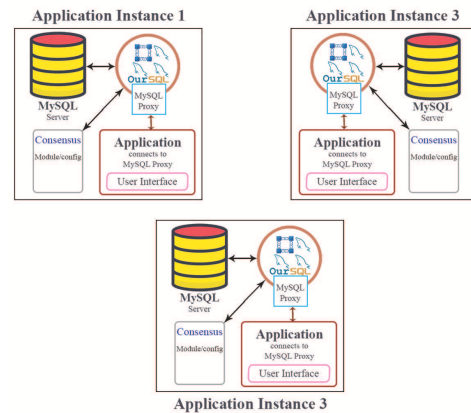 Application Instance 1
OurSQL
MySQL
Proxy
MySQL
Server
Consensus
Module/config
Application
connects to
MySQL Proxy
User Interface
Application Instance 3
OurSQL
MySQL
Proxy
MySQL
Server
Application
connects to
MySQL Proxy
User Interface
Consensus
Module/config
OurSQL
MySQL
Proxy
MySQL
Server
Consensus
Module/config
Application
connects to
MySQL Proxy
User Interface
Application Instance 3